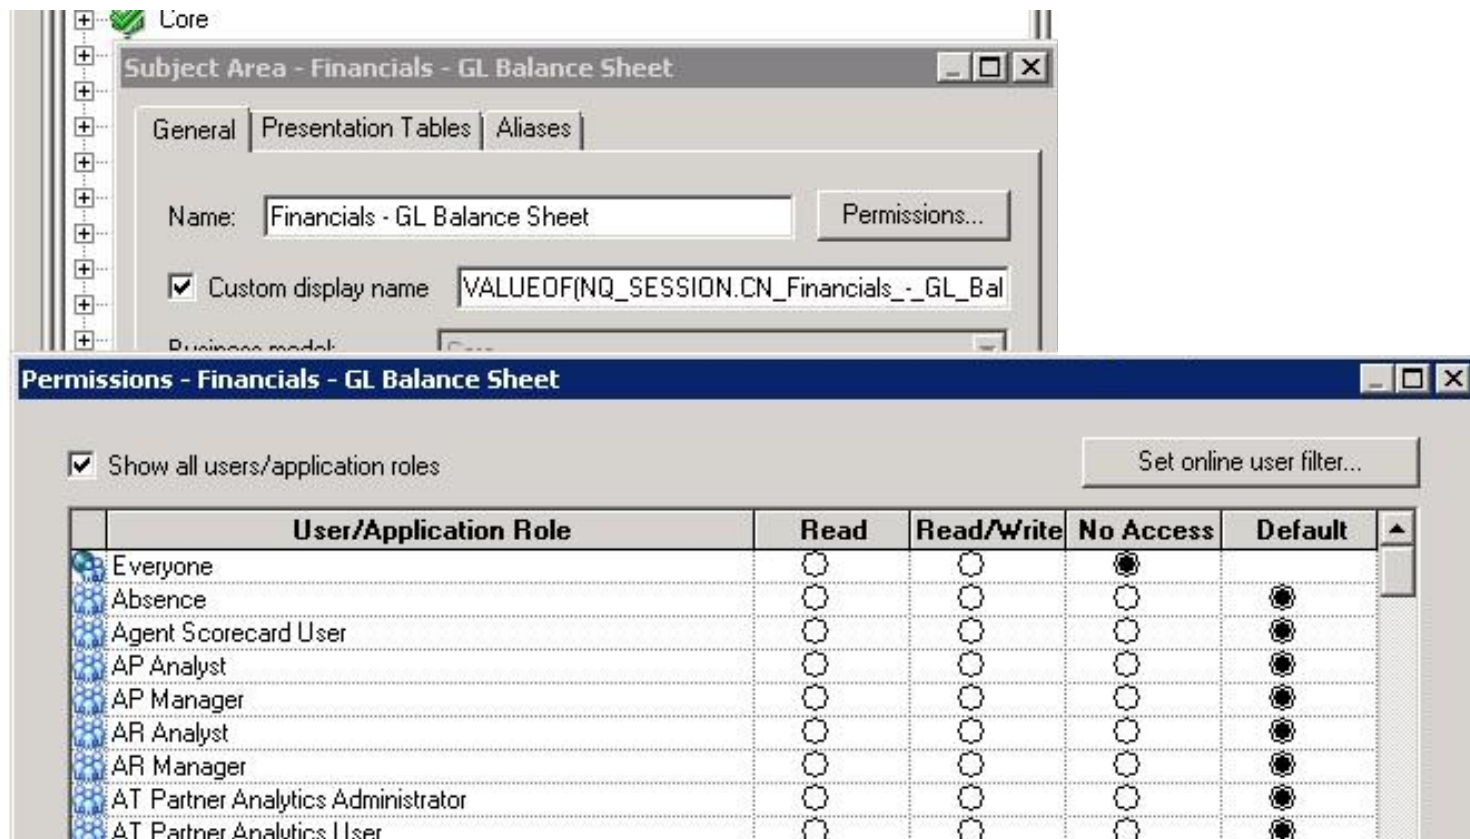 Core
Subject Area - Financials - GL Balance Sheet
General Presentation Tables Aliases
Name: Financials - GL Balance Sheet Permissions...
Custom display name VALUEOF(NQ_SESSION.CN_Financials_-_GL_Bal
Business model: Core
Permissions - Financials - GL Balance Sheet
Show all users/application roles Set online user filter...
User/Application Role Read Read/Write No Access Default
Everyone
Absence
Agent Scorecard User
AP Analyst
AP Manager
AR Analyst
AR Manager
AT Partner Analytics Administrator
AT Partner Analytics User